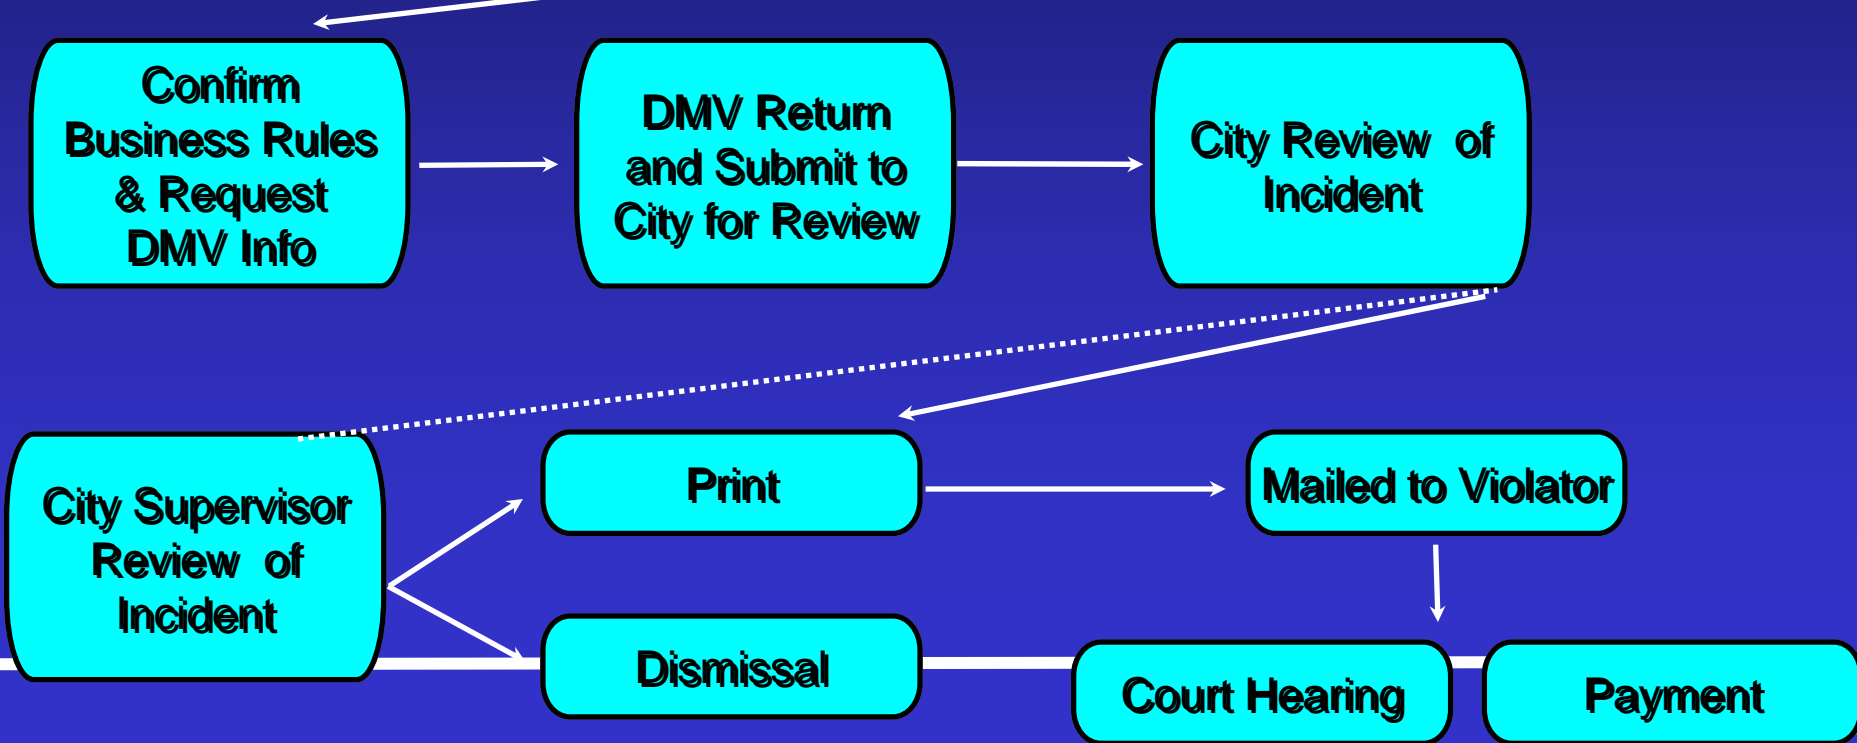 Confirm
Business Rules
& Request
DMV Info
DMV Return
and Submit to
City for Review
City Review of
Incident
City Supervisor
Review of
Incident
Print
Mailed to Violator
Dismissal
Court Hearing
Payment